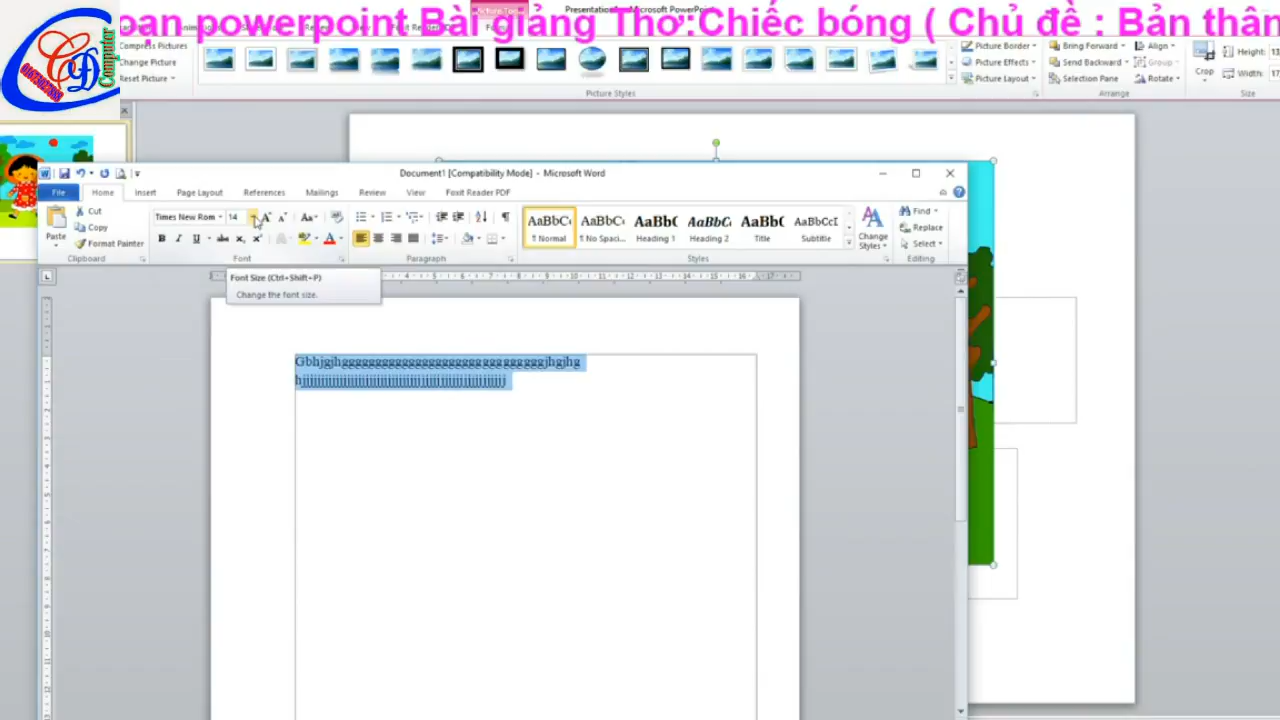 oan powerpoint Bài giảng Thơ:Chiếc bóng ( Chủ đề : Bản thân
Compress Pictures
Change Picture
Reset Picture
Picture Styles
Picture Border
Picture Effects
Picture Layout
Bring Forward
Send Backward
Selection Pane
Align
Group
Rotate
Arrange
Crop
Height:
Width:
Size
Computer
Document1 [Compatibility Mode] - Microsoft Word
File Home Insert Page Layout References Mailings Review View Foxit Reader PDF
Paste
Cut
Copy
Format Painter
Clipboard
Times New Rom 14
Font
Paragraph
AaBbC AaBbC AaBb( AaBbC AaBb( AaBbCcI
¶ Normal ¶ No Spaci... Heading 1 Heading 2 Title Subtitle
Change Styles
Styles
Find
Replace
Select
Editing
Font Size (Ctrl+Shift+P)
Change the font size.